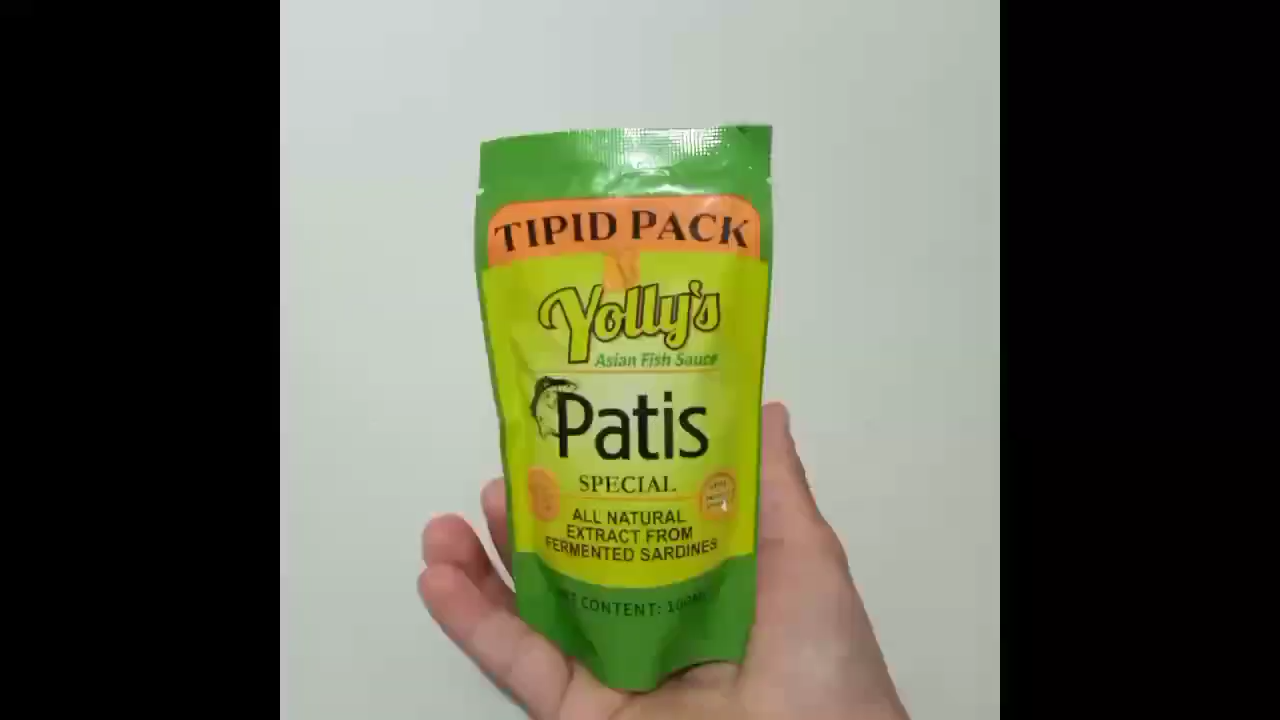 TIPID PACK
Yolly's
Asian Fish Sauce
Patis
SPECIAL
ALL NATURAL
EXTRACT FROM
FERMENTED SARDINES
CONTENT: